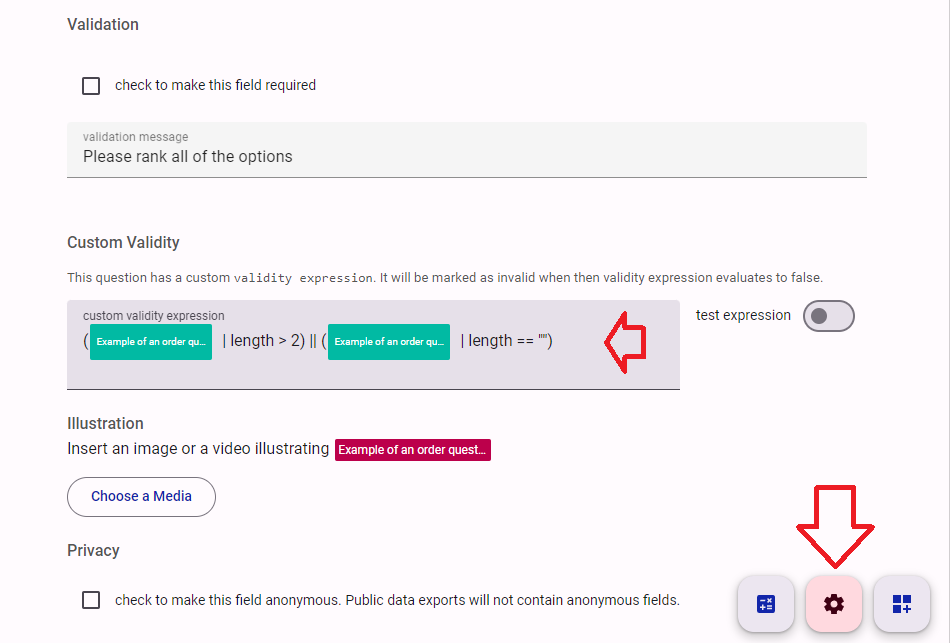 Validation
check to make this field required
validation message
Please rank all of the options
Custom Validity
This question has a custom validity expression. It will be marked as invalid when then validity expression evaluates to false.
custom validity expression
test expression
( Example of an order qu... | length > 2) || ( Example of an order qu... | length == "")
Illustration
Insert an image or a video illustrating Example of an order quest...
Choose a Media
Privacy
check to make this field anonymous. Public data exports will not contain anonymous fields.